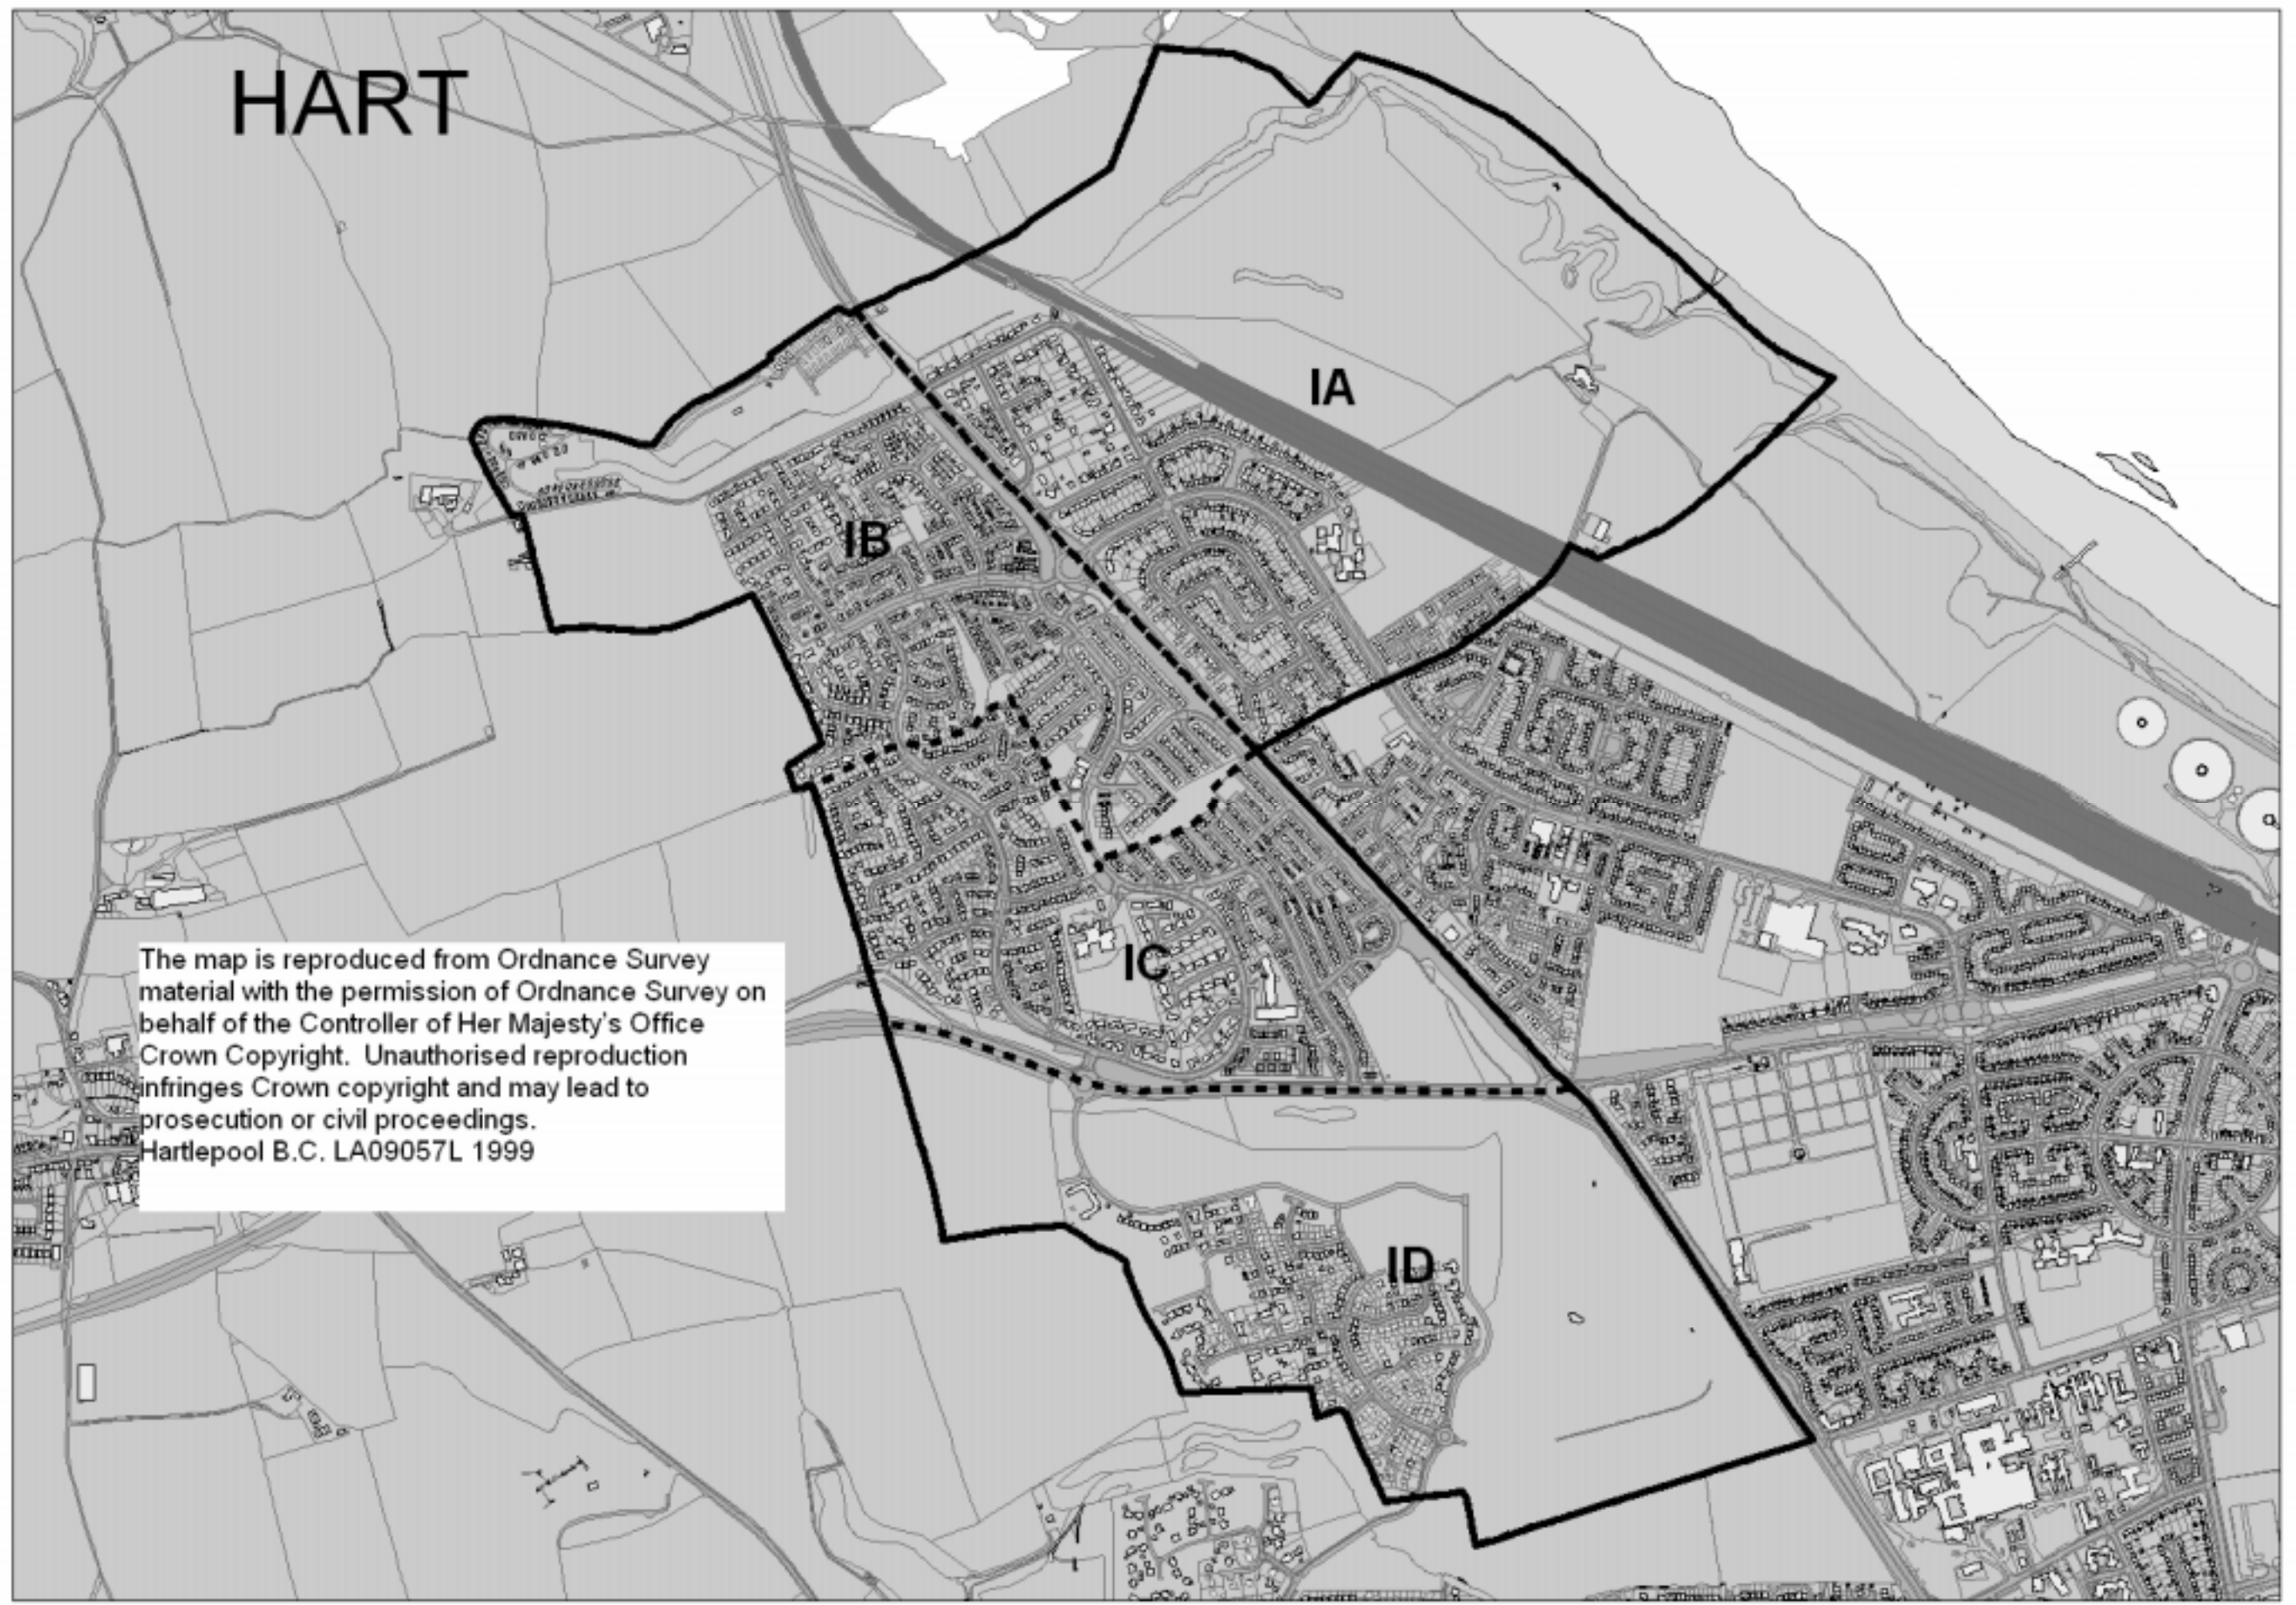 HART
IA
IB
IC
The map is reproduced from Ordnance Survey
material with the permission of Ordnance Survey on
behalf of the Controller of Her Majesty's Office
Crown Copyright. Unauthorised reproduction
infringes Crown copyright and may lead to
prosecution or civil proceedings.
Hartlepool B.C. LA09057L 1999
ID